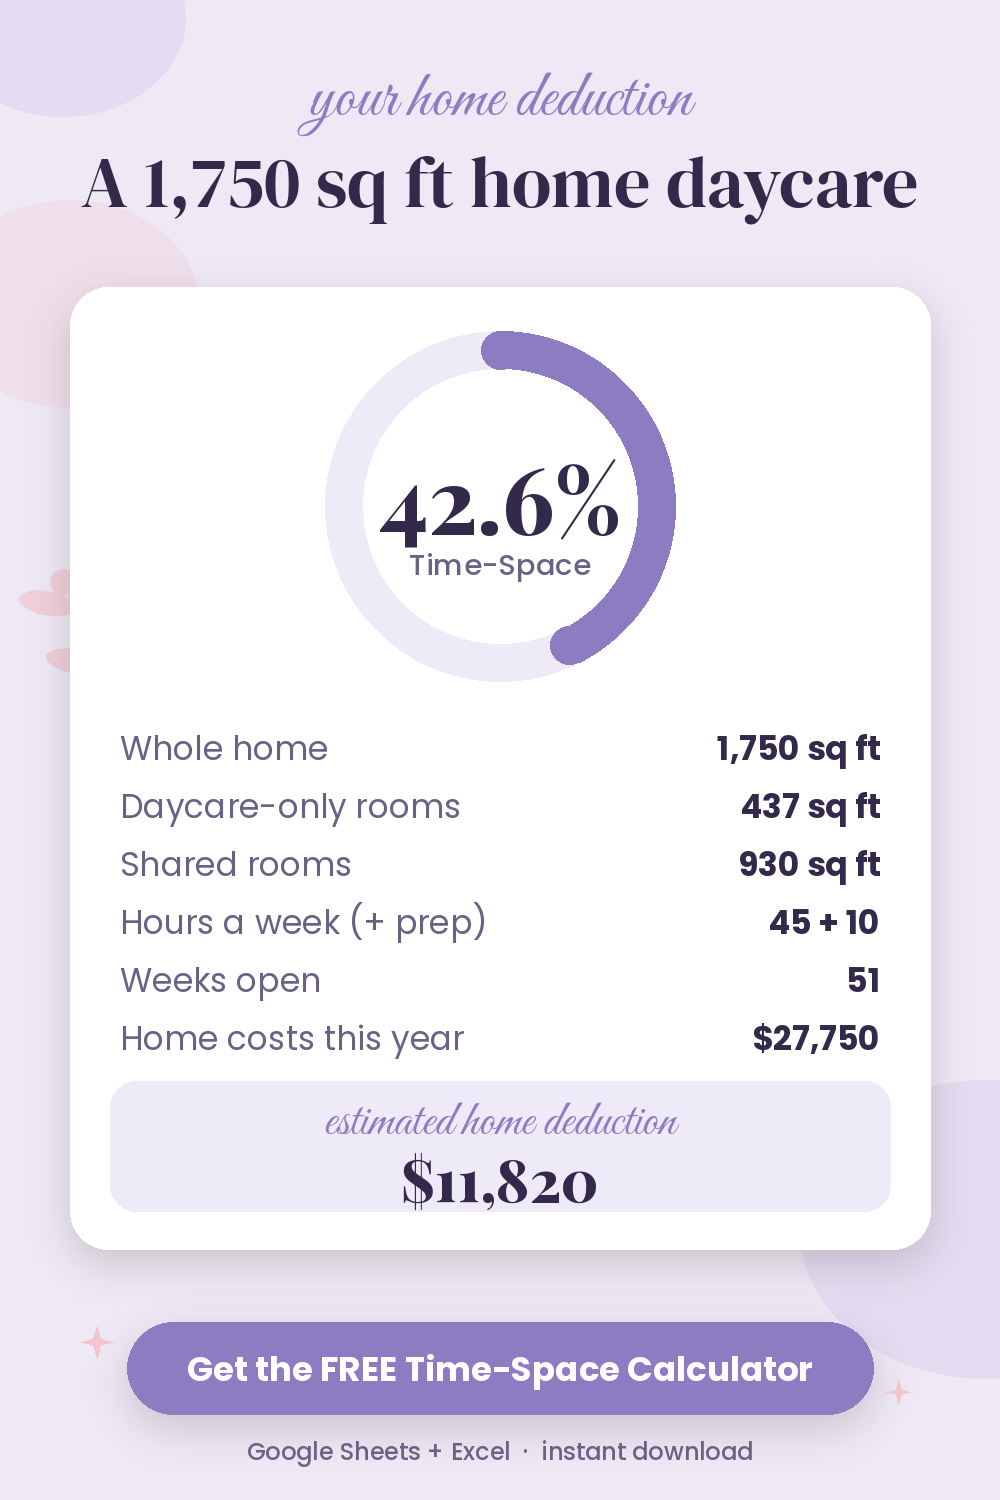 your home deduction
A 1,750 sq ft home daycare
42.6%
Time-Space
Whole home 1,750 sq ft
Daycare-only rooms 437 sq ft
Shared rooms 930 sq ft
Hours a week (+ prep) 45 + 10
Weeks open 51
Home costs this year $27,750
estimated home deduction
$11,820
Get the FREE Time-Space Calculator
Google Sheets + Excel · instant download